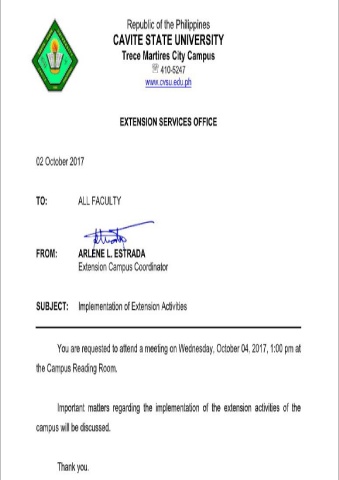 Republic of the Philippines
CAVITE STATE UNIVERSITY
Trece Martires City Campus
☏ 410-5247
www.cvsu.edu.ph
EXTENSION SERVICES OFFICE
02 October 2017
TO: ALL FACULTY
FROM: ARLENE L. ESTRADA
Extension Campus Coordinator
SUBJECT: Implementation of Extension Activities
You are requested to attend a meeting on Wednesday, October 04, 2017, 1:00 pm at
the Campus Reading Room.
Important matters regarding the implementation of the extension activities of the
campus will be discussed.
Thank you.